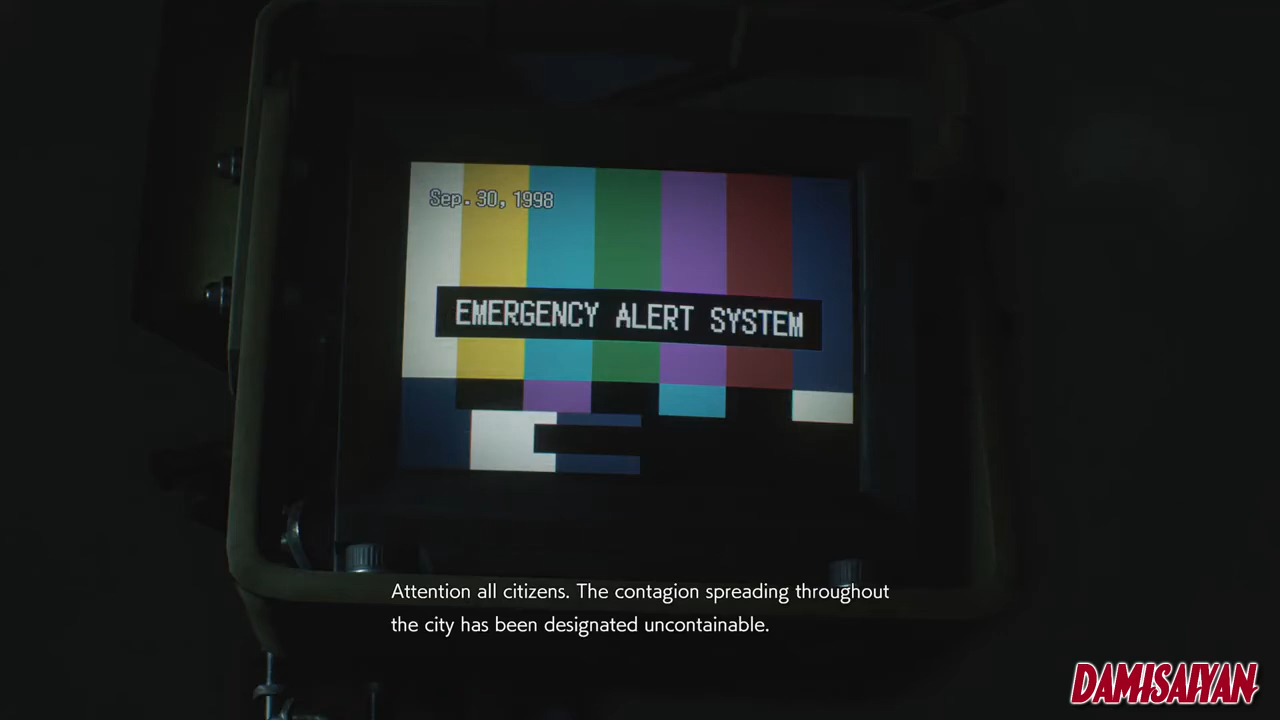 Sep. 30, 1998
EMERGENCY ALERT SYSTEM
Attention all citizens. The contagion spreading throughout
the city has been designated uncontainable.
DAMISAIYAN